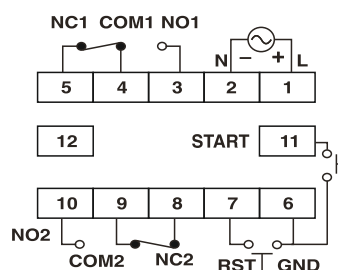 NC1 COM1 NO1
N − + L
5 4 3 2 1
12 START 11
10 9 8 7 6
NO2 COM2 NC2 RST GND